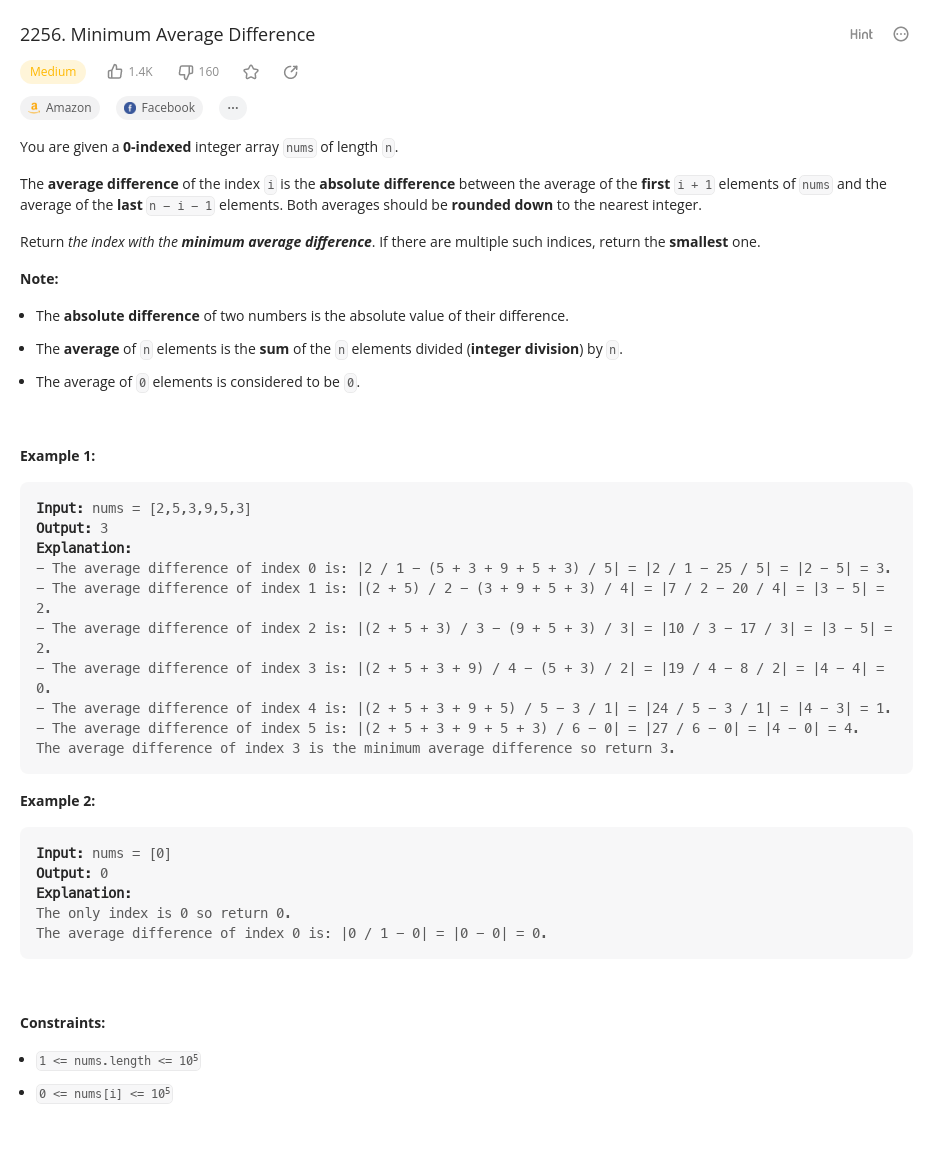 2256. Minimum Average Difference
Hint
Medium 1.4K 160
Amazon Facebook ...
You are given a 0-indexed integer array nums of length n.
The average difference of the index i is the absolute difference between the average of the first i + 1 elements of nums and the
average of the last n - i - 1 elements. Both averages should be rounded down to the nearest integer.
Return the index with the minimum average difference. If there are multiple such indices, return the smallest one.
Note:
• The absolute difference of two numbers is the absolute value of their difference.
• The average of n elements is the sum of the n elements divided (integer division) by n.
• The average of 0 elements is considered to be 0.
Example 1:
Input: nums = [2,5,3,9,5,3]
Output: 3
Explanation:
- The average difference of index 0 is: |2 / 1 - (5 + 3 + 9 + 5 + 3) / 5| = |2 / 1 - 25 / 5| = |2 - 5| = 3.
- The average difference of index 1 is: |(2 + 5) / 2 - (3 + 9 + 5 + 3) / 4| = |7 / 2 - 20 / 4| = |3 - 5| =
2.
- The average difference of index 2 is: |(2 + 5 + 3) / 3 - (9 + 5 + 3) / 3| = |10 / 3 - 17 / 3| = |3 - 5| =
2.
- The average difference of index 3 is: |(2 + 5 + 3 + 9) / 4 - (5 + 3) / 2| = |19 / 4 - 8 / 2| = |4 - 4| =
0.
- The average difference of index 4 is: |(2 + 5 + 3 + 9 + 5) / 5 - 3 / 1| = |24 / 5 - 3 / 1| = |4 - 3| = 1.
- The average difference of index 5 is: |(2 + 5 + 3 + 9 + 5 + 3) / 6 - 0| = |27 / 6 - 0| = |4 - 0| = 4.
The average difference of index 3 is the minimum average difference so return 3.
Example 2:
Input: nums = [0]
Output: 0
Explanation:
The only index is 0 so return 0.
The average difference of index 0 is: |0 / 1 - 0| = |0 - 0| = 0.
Constraints:
• 1 <= nums.length <= 10⁵
• 0 <= nums[i] <= 10⁵